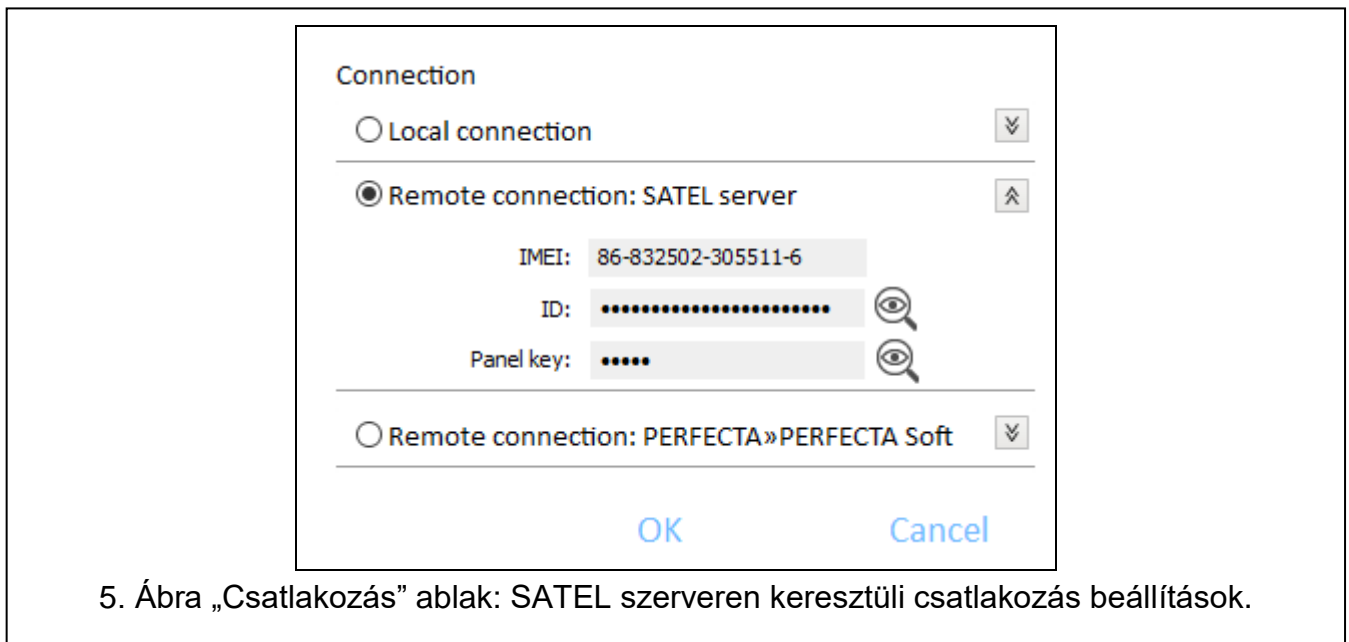 Connection
Local connection
Remote connection: SATEL server
IMEI: 86-832502-305511-6
ID: •••••••••••••••••••••••
Panel key: •••••
Remote connection: PERFECTA»PERFECTA Soft
OK Cancel
5. Ábra „Csatlakozás” ablak: SATEL szerveren keresztüli csatlakozás beállítások.